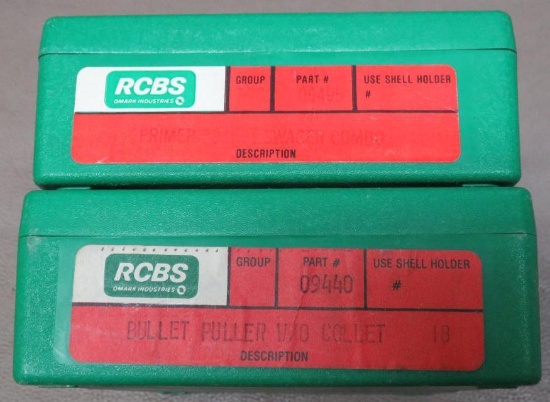 RCBS GROUP PART # USE SHELL HOLDER
OMARK INDUSTRIES #
PRIMER COMBO
DESCRIPTION
RCBS GROUP PART # USE SHELL HOLDER
OMARK INDUSTRIES 09440 #
BULLET PULLER W/O COLLET 18
DESCRIPTION